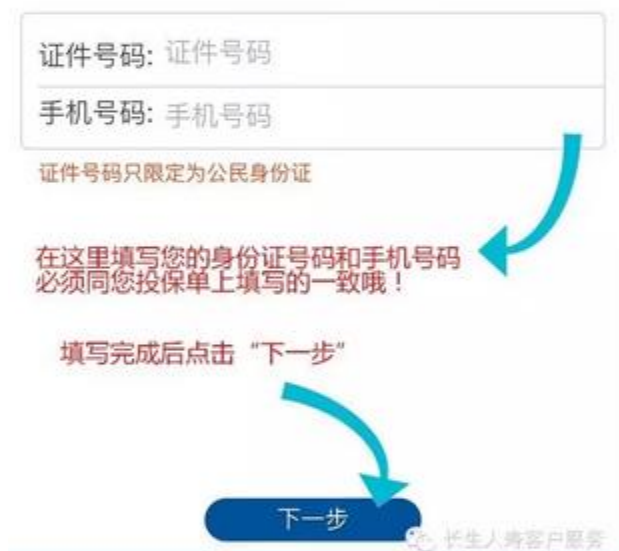 证件号码: 证件号码
手机号码: 手机号码
证件号码只限定为公民身份证
在这里填写您的身份证号码和手机号码
必须同您投保单上填写的一致哦！
填写完成后点击“下一步”
下一步
长生人寿客户服务